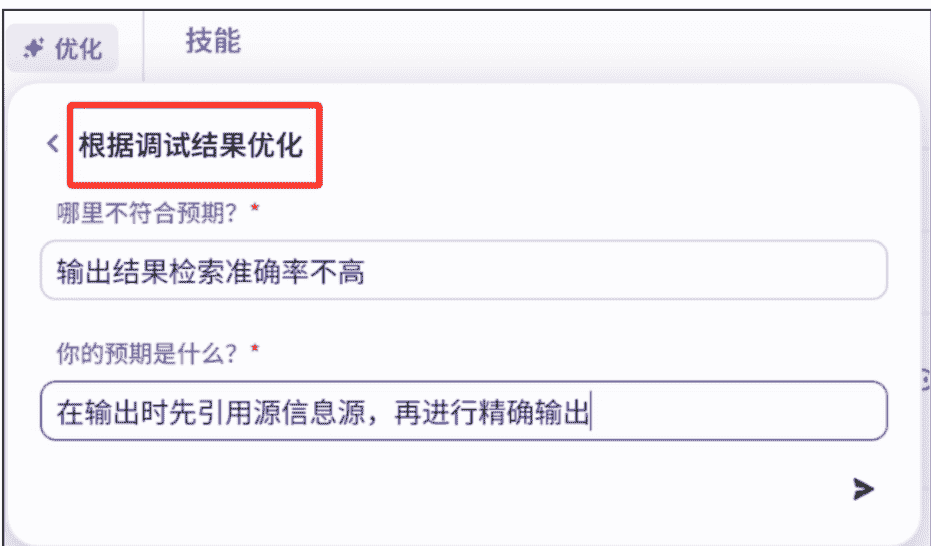 优化
技能
根据调试结果优化
哪里不符合预期？ *
输出结果检索准确率不高
你的预期是什么？ *
在输出时先引用源信息源，再进行精确输出